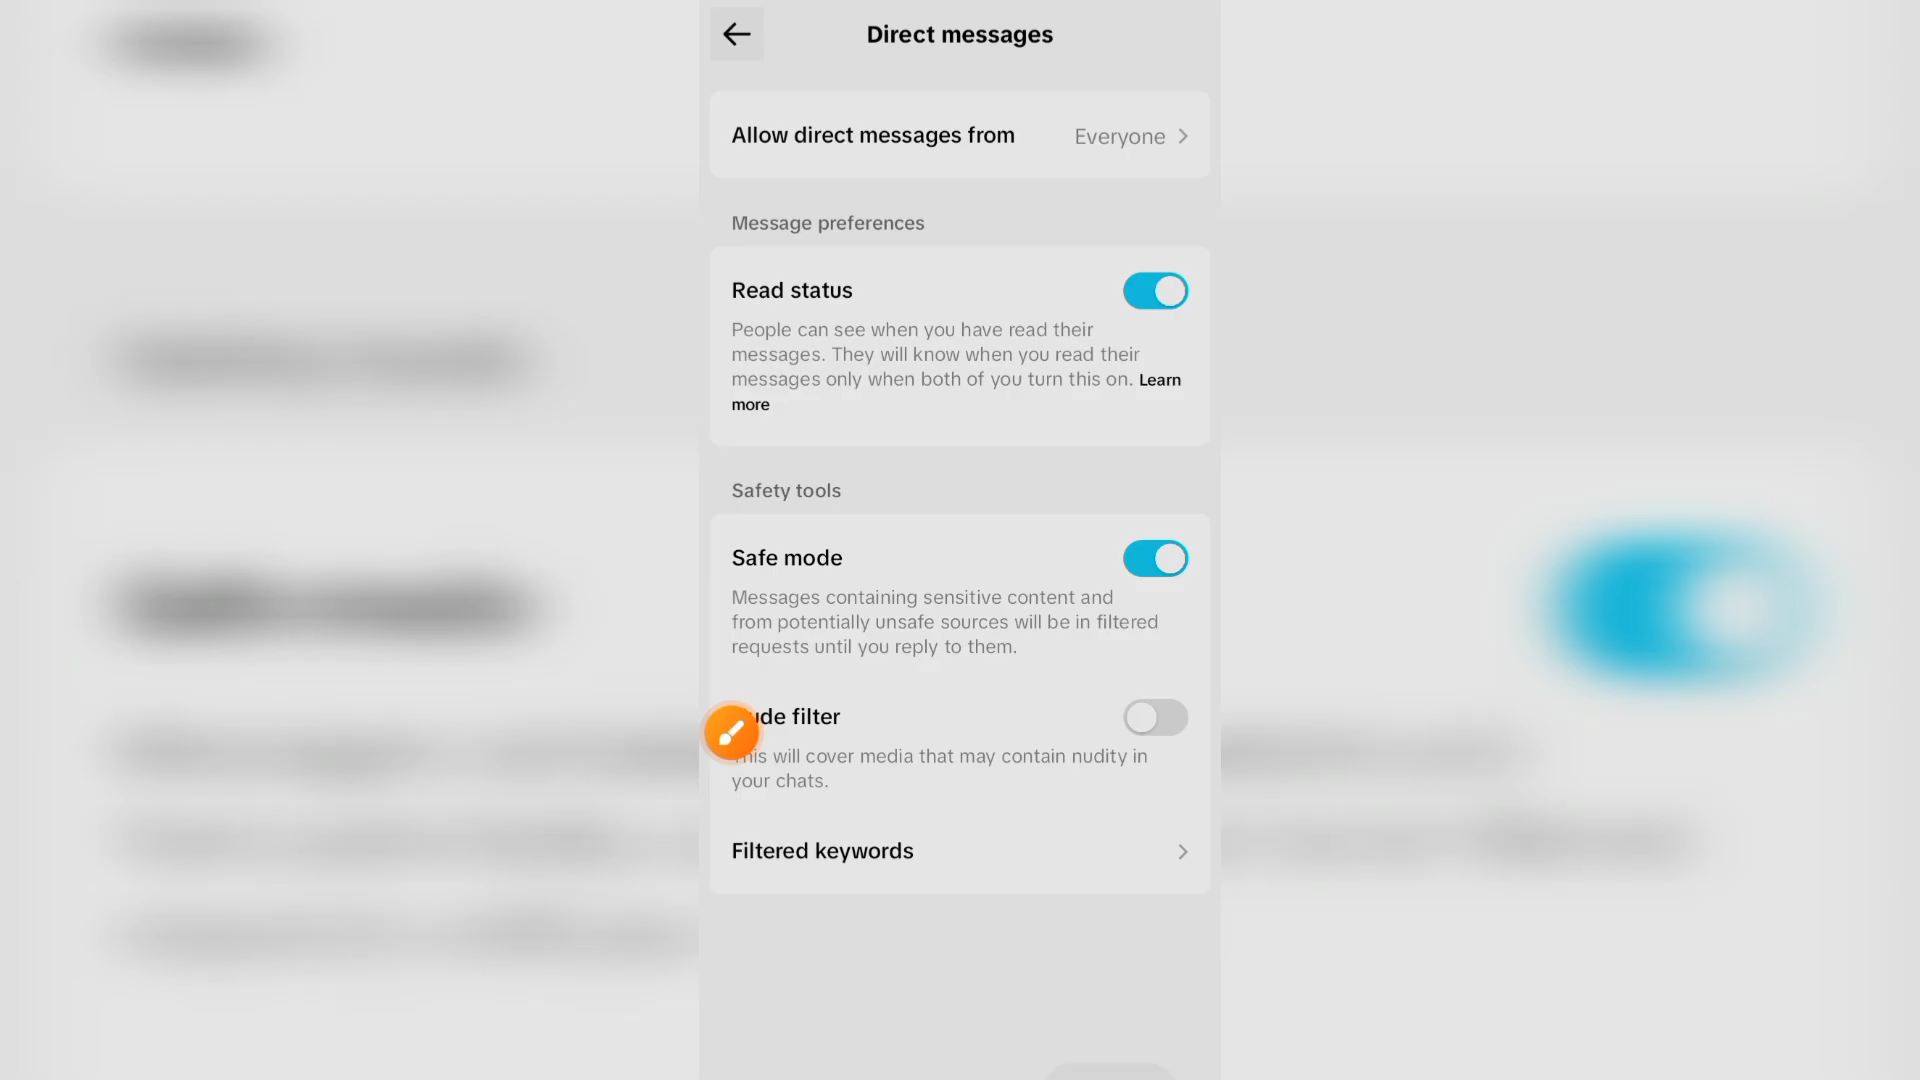 Direct messages
Allow direct messages from Everyone
Message preferences
Read status
People can see when you have read their
messages. They will know when you read their
messages only when both of you turn this on. Learn
more
Safety tools
Safe mode
Messages containing sensitive content and
from potentially unsafe sources will be in filtered
requests until you reply to them.
filter
will cover media that may contain nudity in
your chats.
Filtered keywords